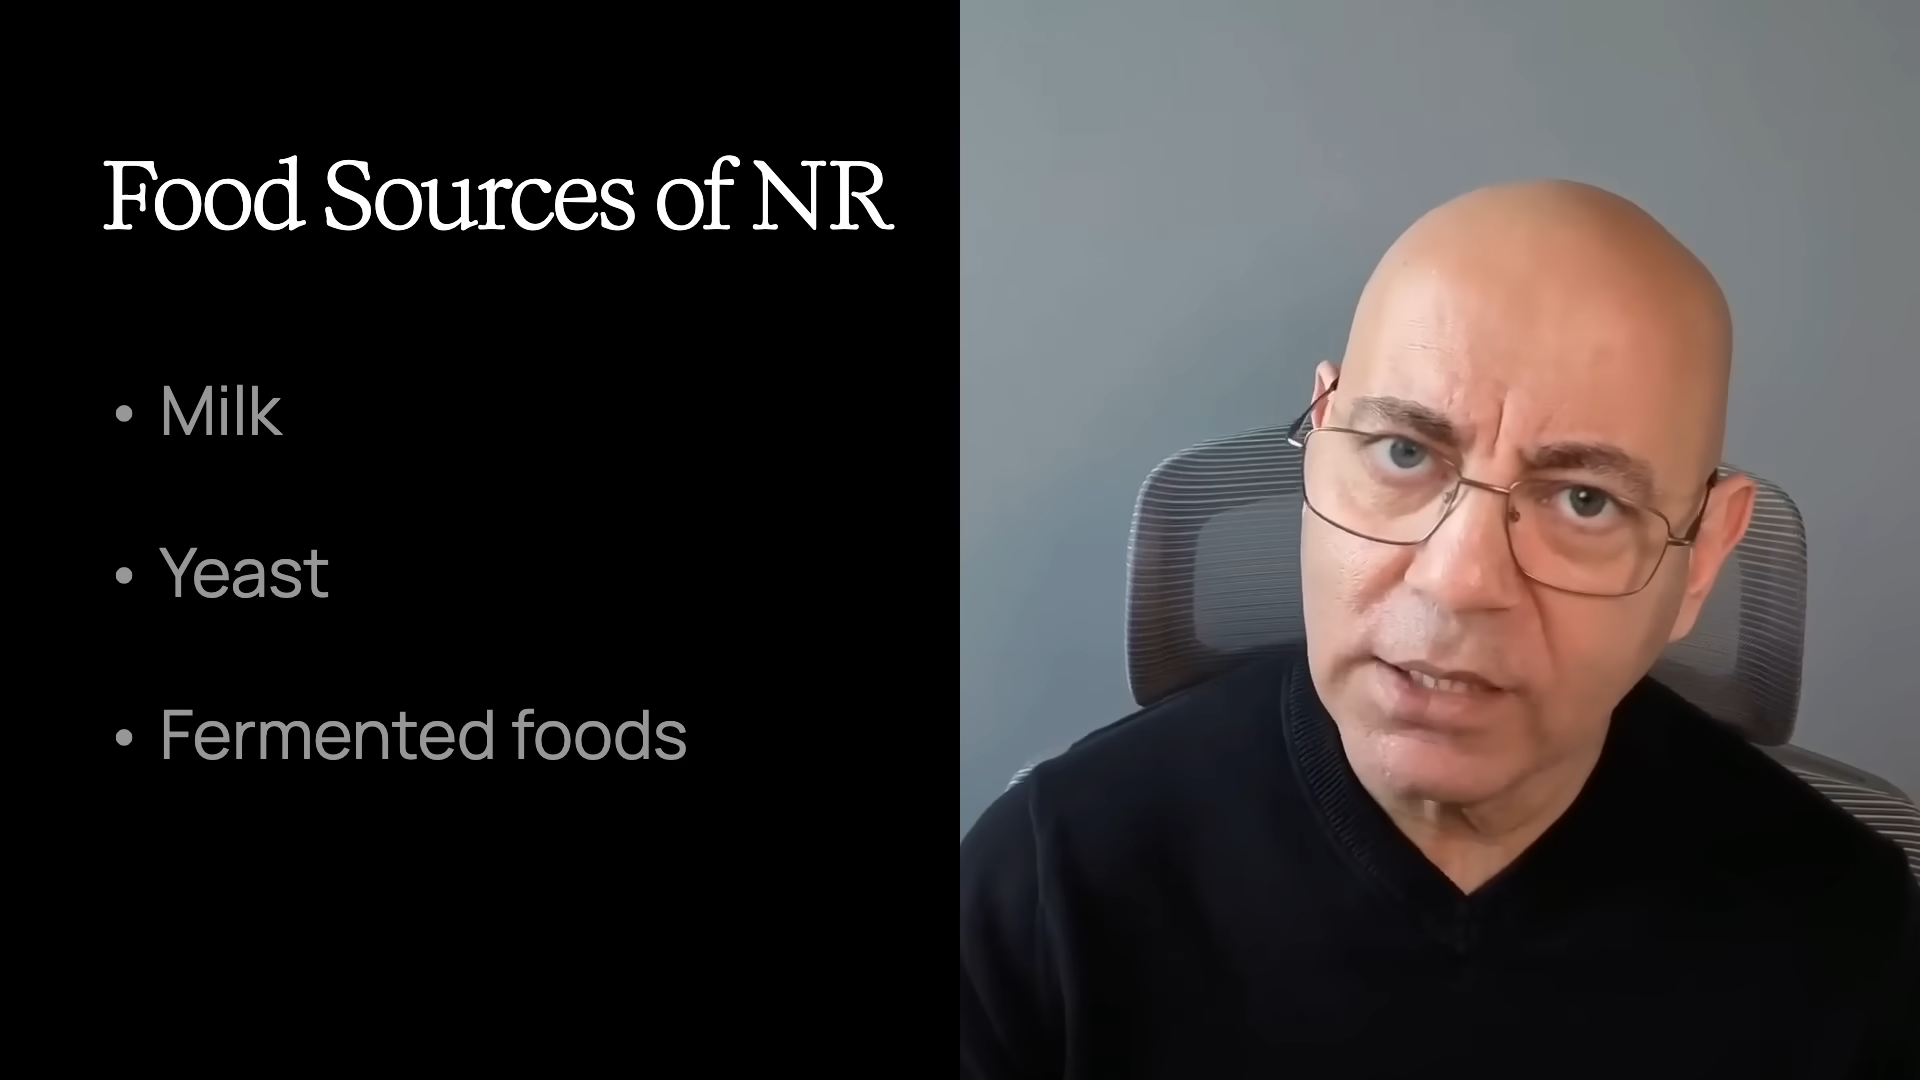 Food Sources of NR
• Milk
• Yeast
• Fermented foods